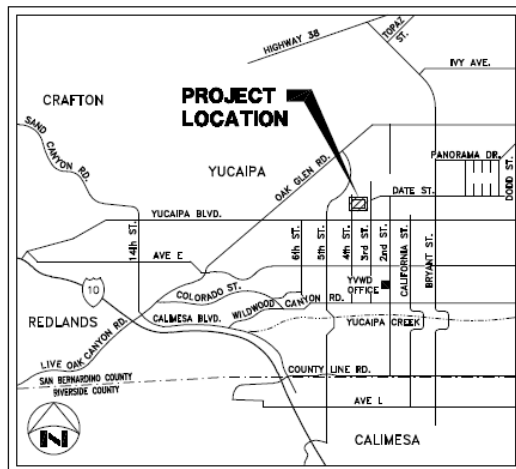 HIGHWAY 38
TOPAZ ST.
IVY AVE.
CRAFTON
PROJECT
LOCATION
SAND CANYON RD.
YUCAIPA
OAK GLEN RD.
PANORAMA DR.
DODD ST.
DATE ST.
YUCAIPA BLVD.
14th ST.
AVE E
6th ST.
5th ST.
4th ST.
3rd ST.
2nd ST.
CALIFORNIA ST.
BRYANT ST.
10
COLORADO ST.
YVWD
OFFICE
WILDWOOD CANYON RD.
REDLANDS
CALIMESA BLVD.
YUCAIPA CREEK
LIVE OAK CANYON RD.
COUNTY LINE RD.
SAN BERNARDINO COUNTY
RIVERSIDE COUNTY
AVE L
N
CALIMESA